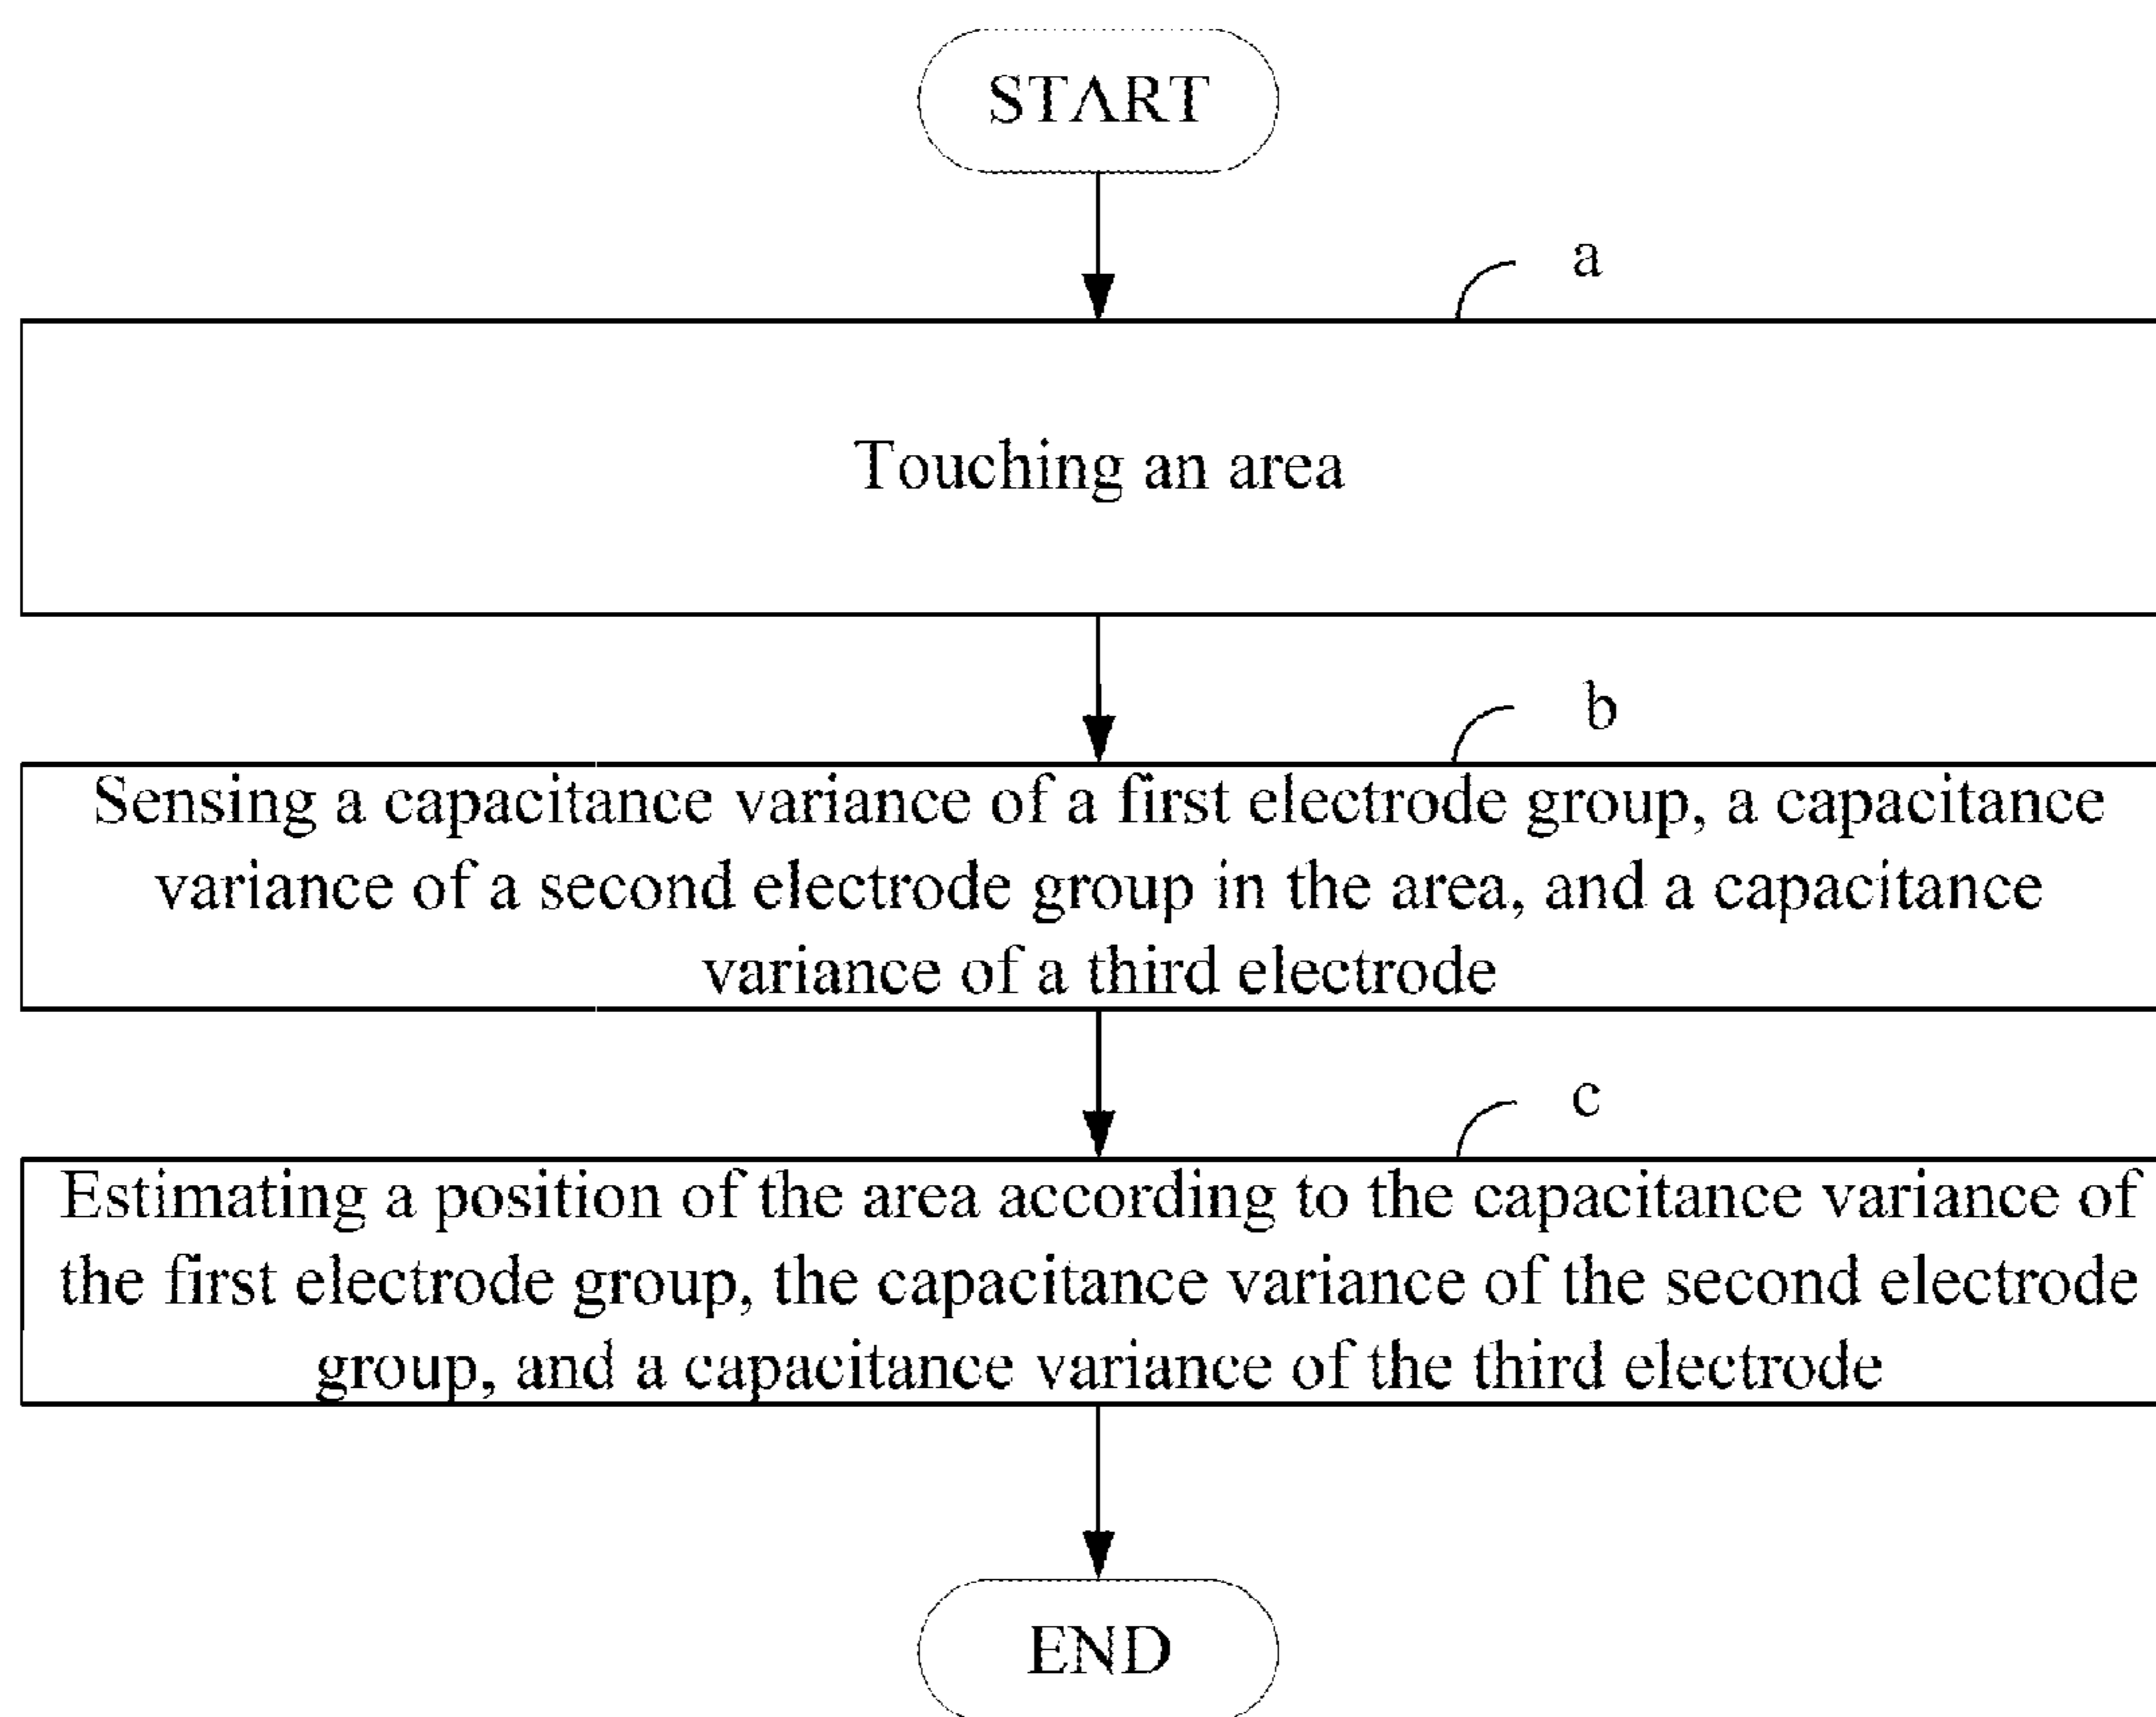 START
a
Touching an area
b
Sensing a capacitance variance of a first electrode group, a capacitance
variance of a second electrode group in the area, and a capacitance
variance of a third electrode
c
Estimating a position of the area according to the capacitance variance of
the first electrode group, the capacitance variance of the second electrode
group, and a capacitance variance of the third electrode
END